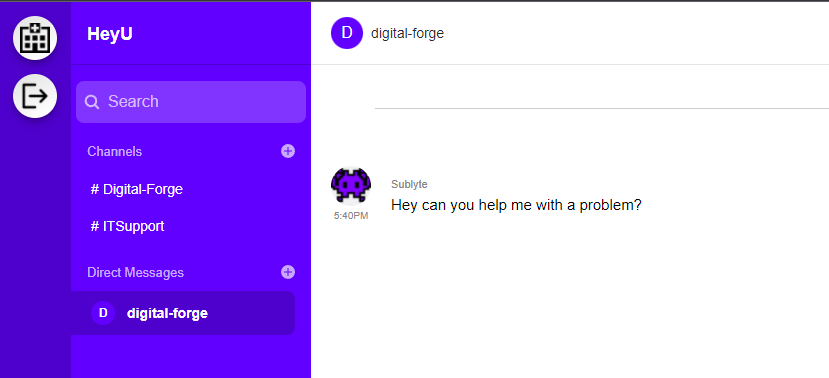 HeyU
Search
Channels
# Digital-Forge
# ITSupport
Direct Messages
D digital-forge
D digital-forge
Sublyte
Hey can you help me with a problem?
5:40PM